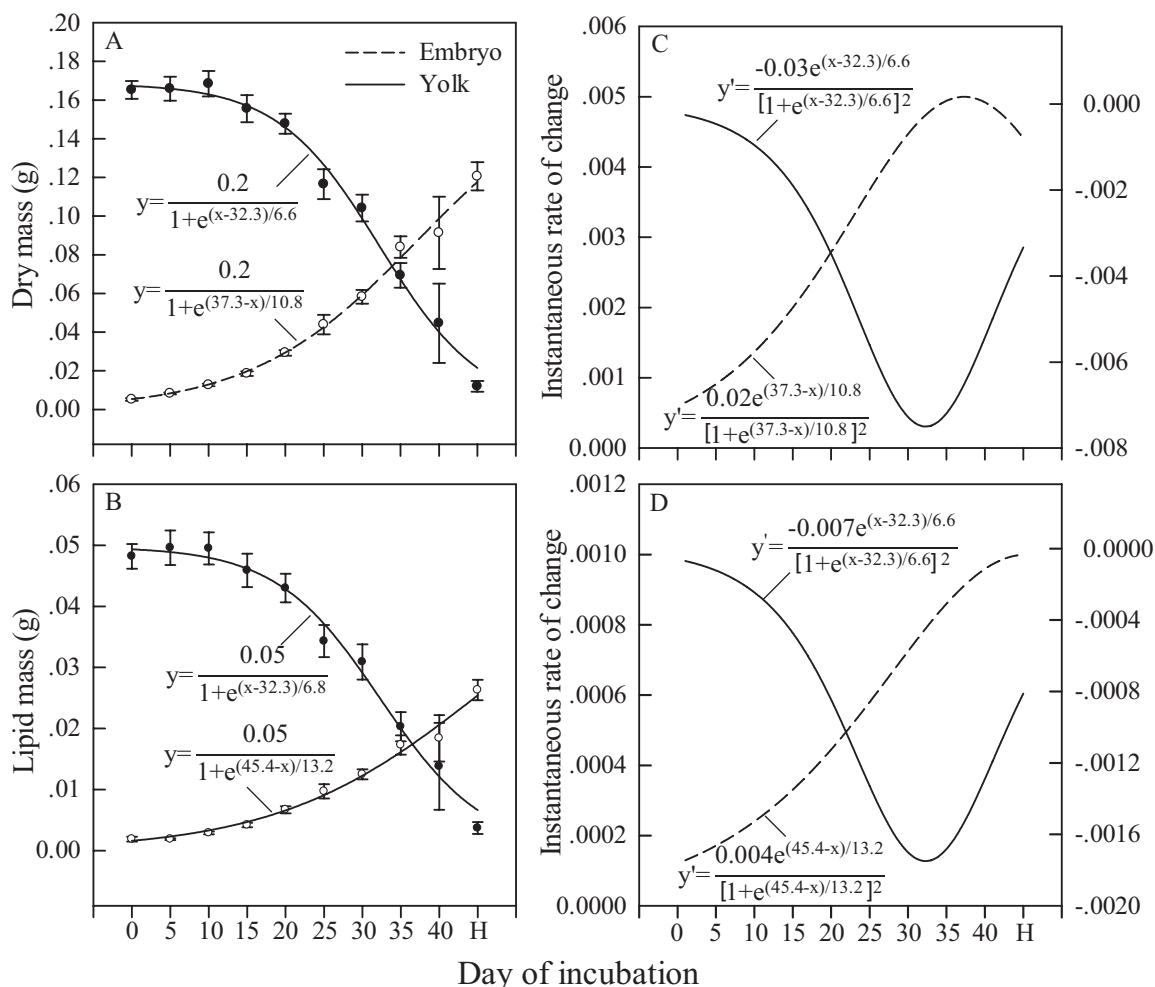 A
Embryo
Yolk
.20
.18
.16
.14
.12
.10
.08
.06
.04
.02
0.00
Dry mass (g)
y= 0.2 / 1+e^(x-32.3)/6.6
y= 0.2 / 1+e^(37.3-x)/10.8
C
.006
.005
.004
.003
.002
.001
0.000
Instantaneous rate of change
0.000
-.002
-.004
-.006
-.008
y'= -0.03e^(x-32.3)/6.6 / [1+e^(x-32.3)/6.6]^2
y'= 0.02e^(37.3-x)/10.8 / [1+e^(37.3-x)/10.8]^2
B
.06
.05
.04
.03
.02
.01
0.00
Lipid mass (g)
y= 0.05 / 1+e^(x-32.3)/6.8
y= 0.05 / 1+e^(45.4-x)/13.2
0 5 10 15 20 25 30 35 40 H
D
.0012
.0010
.0008
.0006
.0004
.0002
0.0000
Instantaneous rate of change
0.0000
-.0004
-.0008
-.0012
-.0016
-.0020
y'= -0.007e^(x-32.3)/6.6 / [1+e^(x-32.3)/6.6]^2
y'= 0.004e^(45.4-x)/13.2 / [1+e^(45.4-x)/13.2]^2
0 5 10 15 20 25 30 35 40 H
Day of incubation